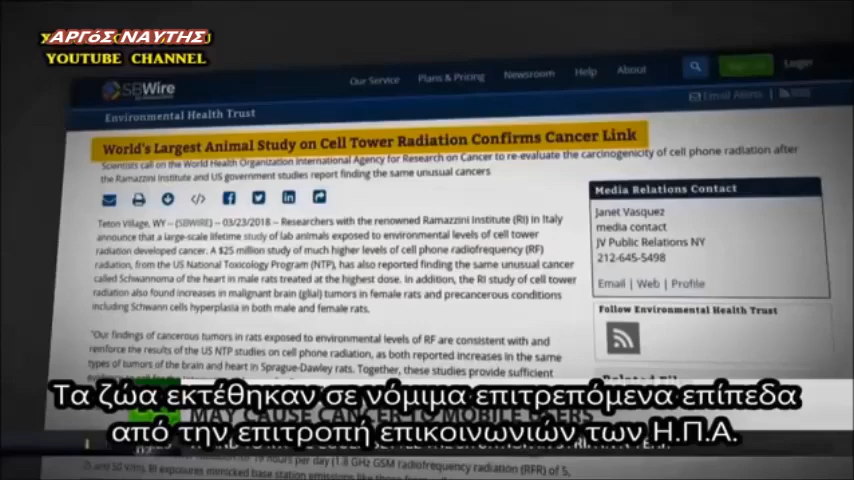 ΑΡΓόΣ ΝΑΥΤΗΣ
YOUTUBE CHANNEL
SBWire
Our Service Plans & Pricing Newsroom Help About Login
Email Alerts | RSS
Environmental Health Trust
World's Largest Animal Study on Cell Tower Radiation Confirms Cancer Link
Scientists call on the World Health Organization International Agency for Research on Cancer to re-evaluate the carcinogenicity of cell phone radiation after
the Ramazzini Institute and US government studies report finding the same unusual cancers
Teton Village, WY -- (SBWIRE) -- 03/23/2018 -- Researchers with the renowned Ramazzini Institute (RI) in Italy
announce that a large-scale lifetime study of lab animals exposed to environmental levels of cell tower
radiation developed cancer. A $25 million study of much higher levels of cell phone radiofrequency (RF)
radiation, from the US National Toxicology Program (NTP), has also reported finding the same unusual cancer
called Schwannoma of the heart in male rats treated at the highest dose. In addition, the RI study of cell tower
radiation also found increases in malignant brain (glial) tumors in female rats and precancerous conditions
including Schwann cells hyperplasia in both male and female rats.
"Our findings of cancerous tumors in rats exposed to environmental levels of RF are consistent with and
reinforce the results of the US NTP studies on cell phone radiation, as both reported increases in the same
types of tumors of the brain and heart in Sprague-Dawley rats. Together, these studies provide sufficient
Media Relations Contact
Janet Vasquez
media contact
JV Public Relations NY
212-645-5498
Email | Web | Profile
Follow Environmental Health Trust
MAY CAUSE CANCER TO MOBILE USERS
Τα ζώα εκτέθηκαν σε νόμιμα επιτρεπόμενα επίπεδα
από την επιτροπή επικοινωνιών των Η.Π.Α.